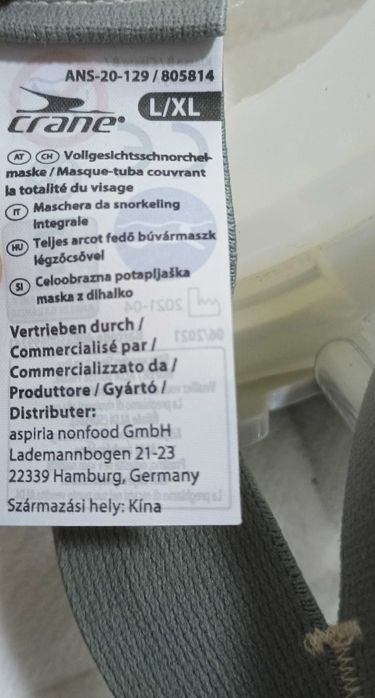 ANS-20-129 / 805814
crane®
L/XL
AT CH Vollgesichtsschnorchel-
maske / Masque-tuba couvrant
la totalité du visage
IT Maschera da snorkeling
integrale
HU Teljes arcot fedő búvármaszk
légzőcsővel
SI Celoobrazna potapljaška
maska z dihalko
Vertrieben durch /
Commercialisé par /
Commercializzato da /
Produttore / Gyártó /
Distributer:
aspiria nonfood GmbH
Lademannbogen 21-23
22339 Hamburg, Germany
Származási hely: Kína
2021-04
06/2021